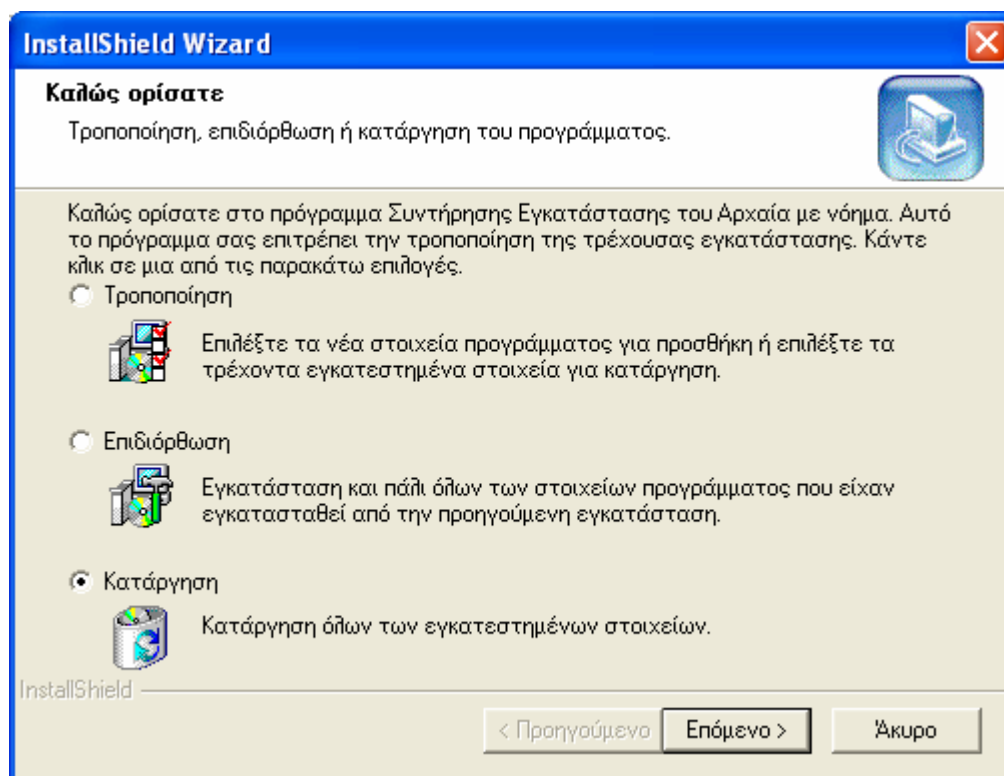 InstallShield Wizard
Καλώς ορίσατε
Τροποποίηση, επιδιόρθωση ή κατάργηση του προγράμματος.
Καλώς ορίσατε στο πρόγραμμα Συντήρησης Εγκατάστασης του Αρχαία με νόημα. Αυτό
το πρόγραμμα σας επιτρέπει την τροποποίηση της τρέχουσας εγκατάστασης. Κάντε
κλικ σε μια από τις παρακάτω επιλογές.
Τροποποίηση
Επιλέξτε τα νέα στοιχεία προγράμματος για προσθήκη ή επιλέξτε τα
τρέχοντα εγκατεστημένα στοιχεία για κατάργηση.
Επιδιόρθωση
Εγκατάσταση και πάλι όλων των στοιχείων προγράμματος που είχαν
εγκατασταθεί από την προηγούμενη εγκατάσταση.
Κατάργηση
Κατάργηση όλων των εγκατεστημένων στοιχείων.
InstallShield
< Προηγούμενο Επόμενο > Άκυρο